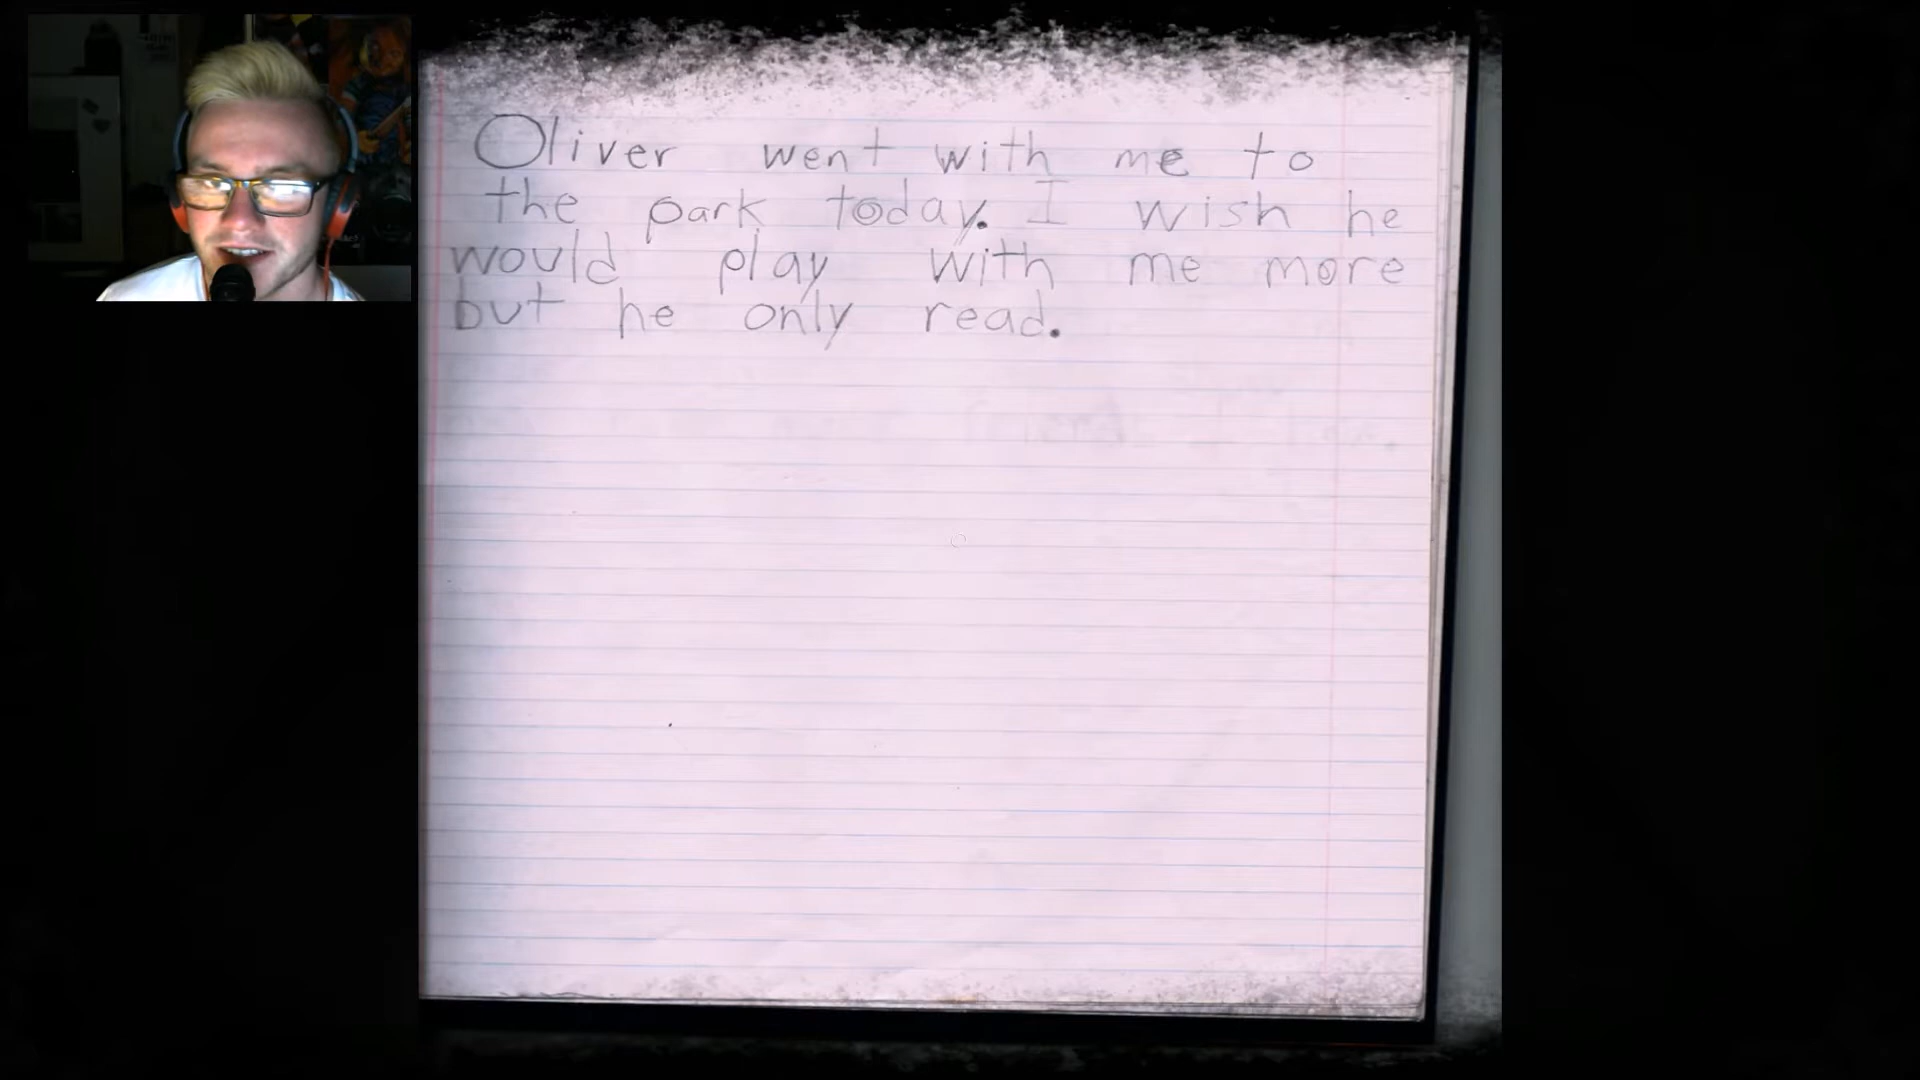 Oliver went with me to
the park today. I wish he
would play with me more
but he only read.